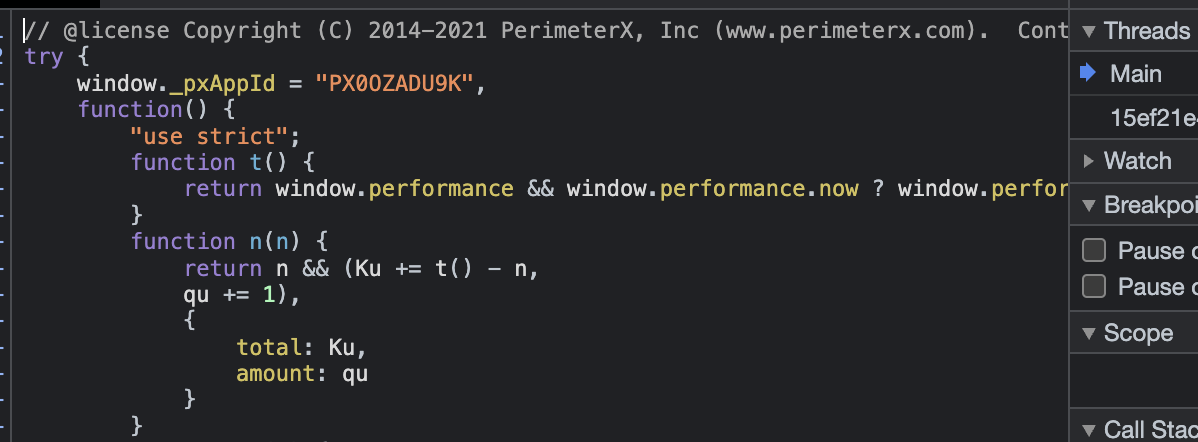 // @license Copyright (C) 2014-2021 PerimeterX, Inc (www.perimeterx.com).  Cont
try {
    window._pxAppId = "PX0OZADU9K",
    function() {
        "use strict";
        function t() {
            return window.performance && window.performance.now ? window.perfor
        }
        function n(n) {
            return n && (Ku += t() - n,
            qu += 1),
            {
                total: Ku,
                amount: qu
            }
        }
Threads
Main
15ef21e
Watch
Breakpoi
Pause o
Pause o
Scope
Call Stac